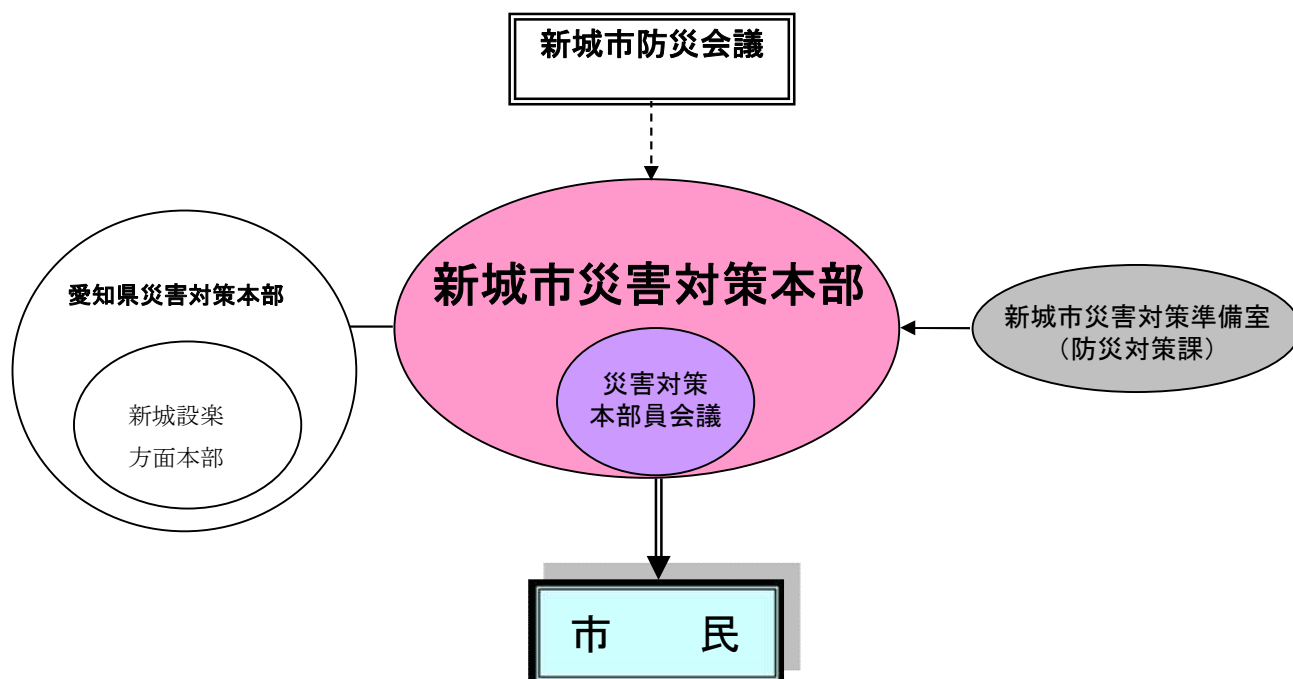 新城市防災会議
新城市災害対策本部
愛知県災害対策本部
新城市災害対策準備室
（防災対策課）
災害対策
本部員会議
新城設楽
方面本部
市　　民